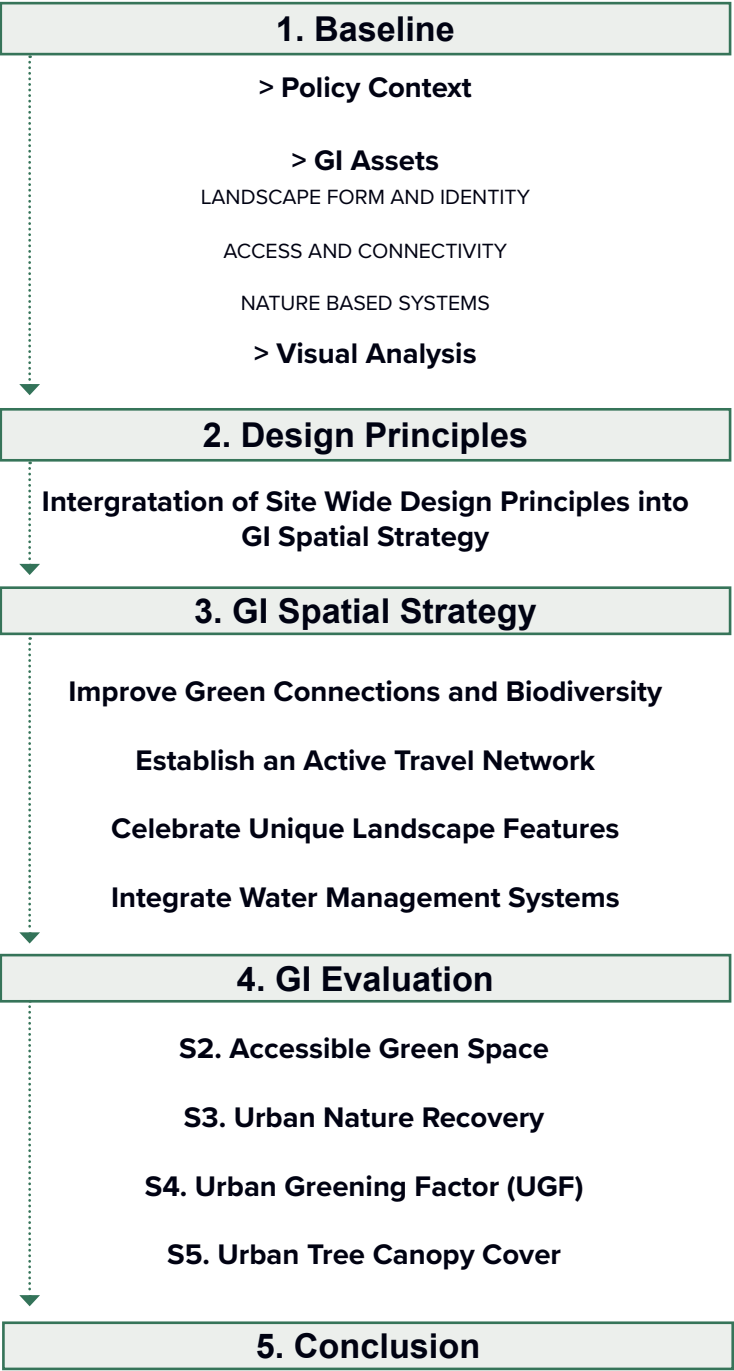 1. Baseline
> Policy Context
> GI Assets
LANDSCAPE FORM AND IDENTITY
ACCESS AND CONNECTIVITY
NATURE BASED SYSTEMS
> Visual Analysis
2. Design Principles
Intergratation of Site Wide Design Principles into
GI Spatial Strategy
3. GI Spatial Strategy
Improve Green Connections and Biodiversity
Establish an Active Travel Network
Celebrate Unique Landscape Features
Integrate Water Management Systems
4. GI Evaluation
S2. Accessible Green Space
S3. Urban Nature Recovery
S4. Urban Greening Factor (UGF)
S5. Urban Tree Canopy Cover
5. Conclusion